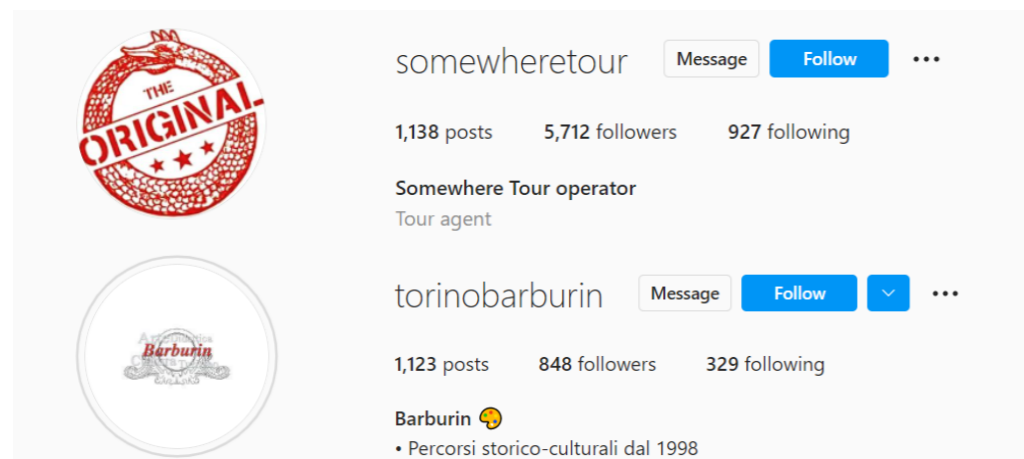 THE
ORIGINAL
somewheretour Message Follow
1,138 posts 5,712 followers 927 following
Somewhere Tour operator
Tour agent
torinobarburin Message Follow
1,123 posts 848 followers 329 following
Barburin
Barburin 🎨
• Percorsi storico-culturali dal 1998